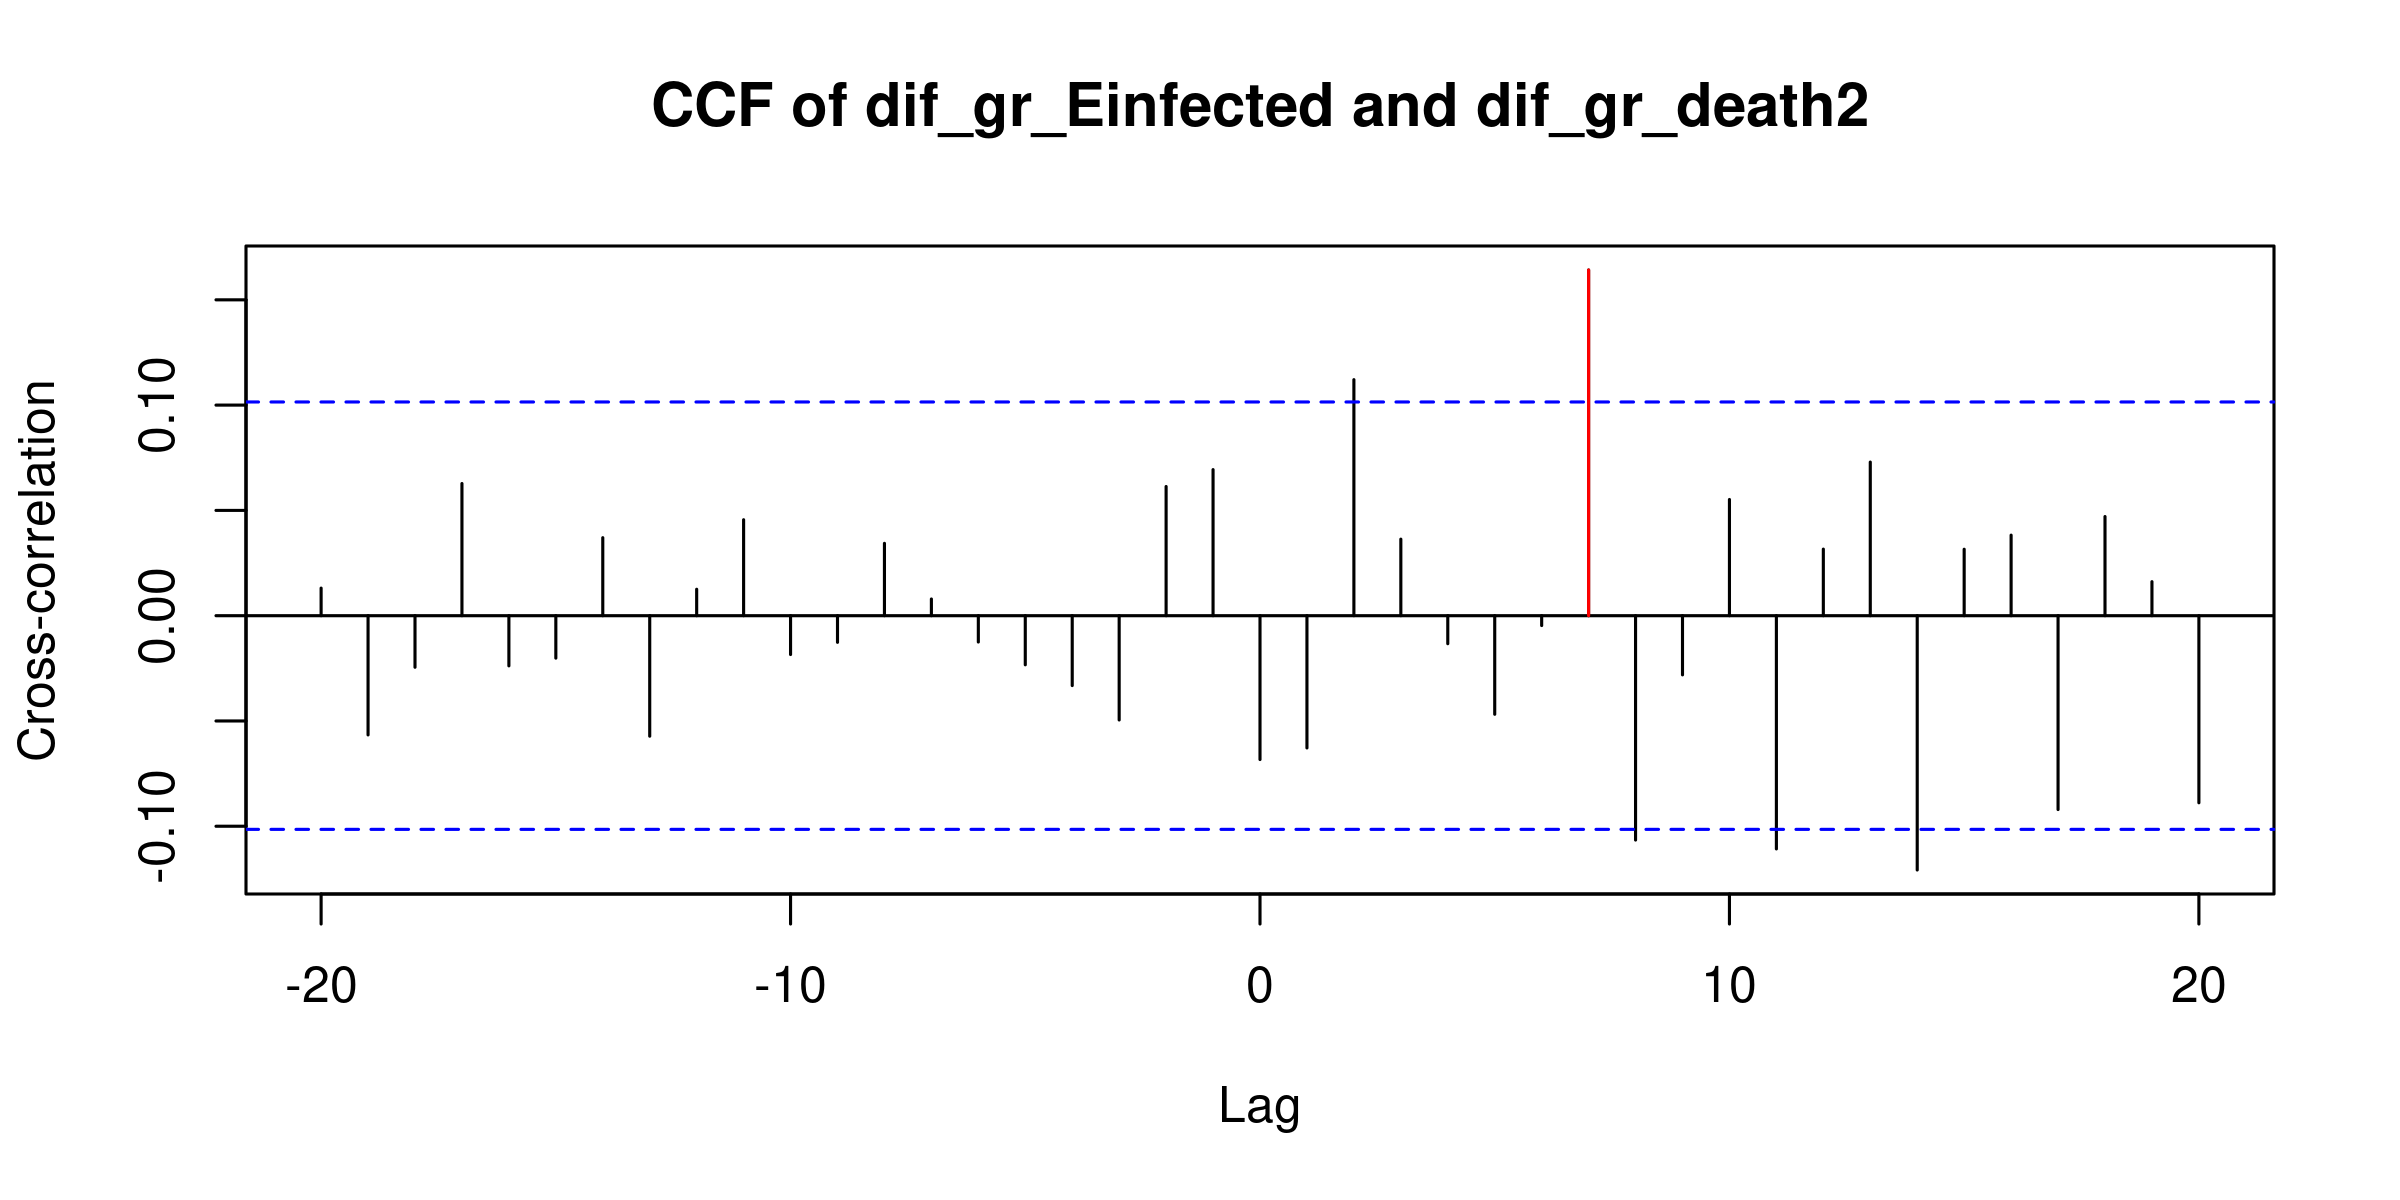 CCF of dif_gr_Einfected and dif_gr_death2
Cross-correlation
0.10
0.00
-0.10
-20 -10 0 10 20
Lag